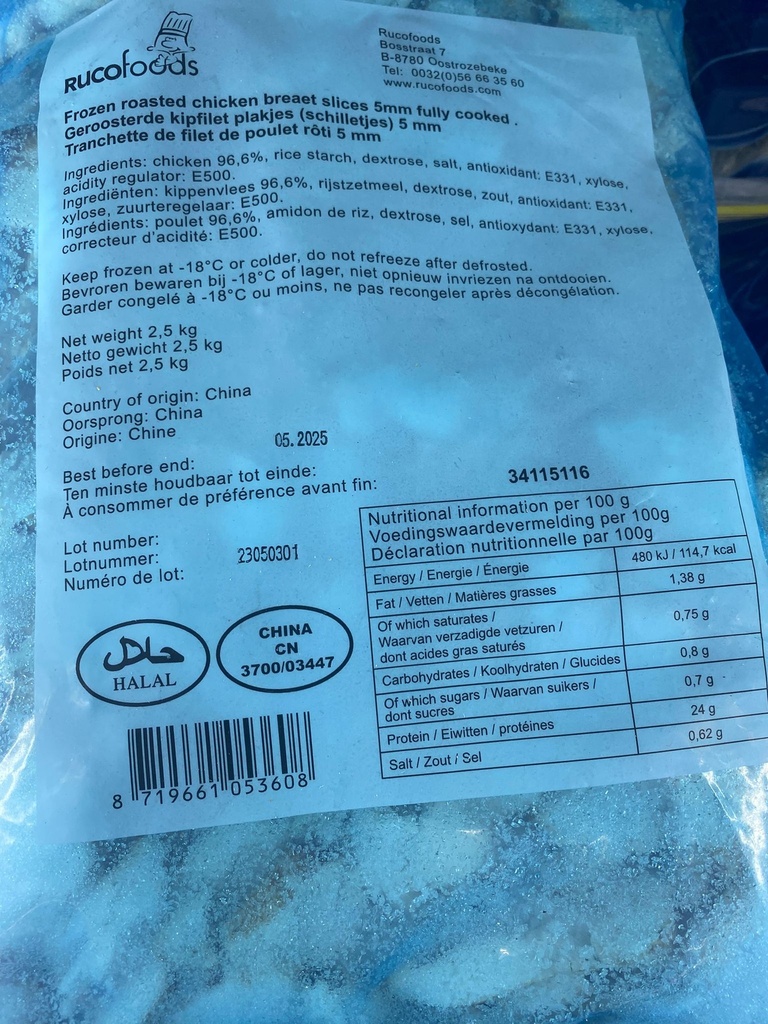 Rucofoods
Rucofoods
Bosstraat 7
B-8780 Oostrozebeke
Tel: 0032(0)56 66 35 60
www.rucofoods.com
Frozen roasted chicken breaet slices 5mm fully cooked .
Geroosterde kipfilet plakjes (schilletjes) 5 mm
Tranchette de filet de poulet rôti 5 mm
Ingredients: chicken 96,6%, rice starch, dextrose, salt, antioxidant: E331, xylose,
acidity regulator: E500.
Ingrediënten: kippenvlees 96,6%, rijstzetmeel, dextrose, zout, antioxidant: E331,
xylose, zuurteregelaar: E500.
Ingrédients: poulet 96,6%, amidon de riz, dextrose, sel, antioxydant: E331, xylose,
correcteur d'acidité: E500.
Keep frozen at -18°C or colder, do not refreeze after defrosted.
Bevroren bewaren bij -18°C of lager, niet opnieuw invriezen na ontdooien.
Garder congelé à -18°C ou moins, ne pas recongeler après décongélation.
Net weight 2,5 kg
Netto gewicht 2,5 kg
Poids net 2,5 kg
Country of origin: China
Oorsprong: China
Origine: Chine
05.2025
Best before end:
Ten minste houdbaar tot einde:
À consommer de préférence avant fin:
34115116
Lot number:
Lotnummer:
Numéro de lot:
23050301
Nutritional information per 100 g
Voedingswaardevermelding per 100g
Déclaration nutritionnelle par 100g
Energy / Energie / Énergie 480 kJ / 114,7 kcal
Fat / Vetten / Matières grasses 1,38 g
Of which saturates /
Waarvan verzadigde vetzuren /
dont acides gras saturés 0,75 g
Carbohydrates / Koolhydraten / Glucides 0,8 g
Of which sugars / Waarvan suikers /
dont sucres 0,7 g
Protein / Eiwitten / protéines 24 g
Salt / Zout / Sel 0,62 g
حلال
HALAL
CHINA
CN
3700/03447
8 719661 053608